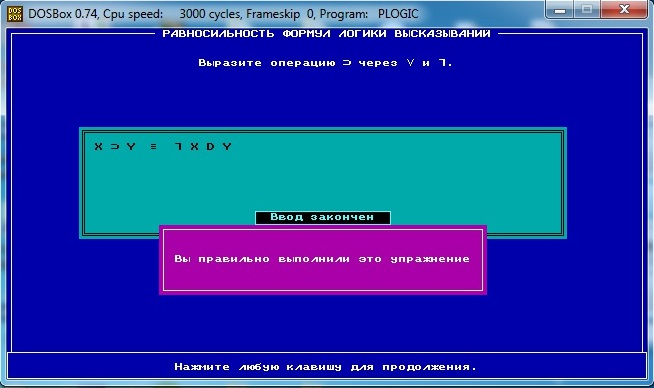 DOSBox 0.74, Cpu speed: 3000 cycles, Frameskip 0, Program: PLOGIC
РАВНОСИЛЬНОСТЬ ФОРМУЛ ЛОГИКИ ВЫСКАЗЫВАНИЙ
Выразите операцию ⊃ через V и ˥.
X ⊃ Y ≡ ˥ X D Y
Ввод закончен
Вы правильно выполнили это упражнение
Нажмите любую клавишу для продолжения.